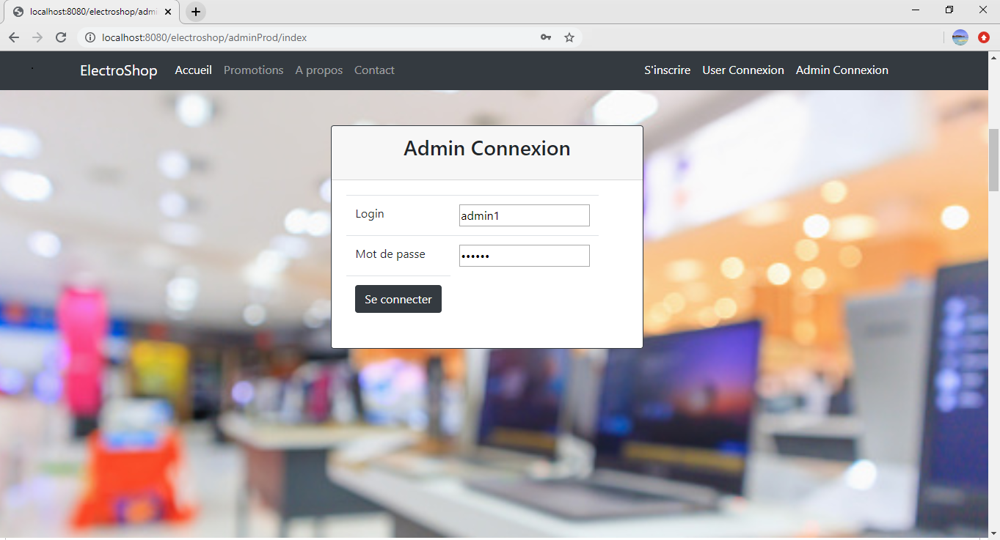 localhost:8080/electroshop/admi
localhost:8080/electroshop/adminProd/index
ElectroShop Accueil Promotions A propos Contact S'inscrire User Connexion Admin Connexion
Admin Connexion
Login admin1
Mot de passe ••••••
Se connecter